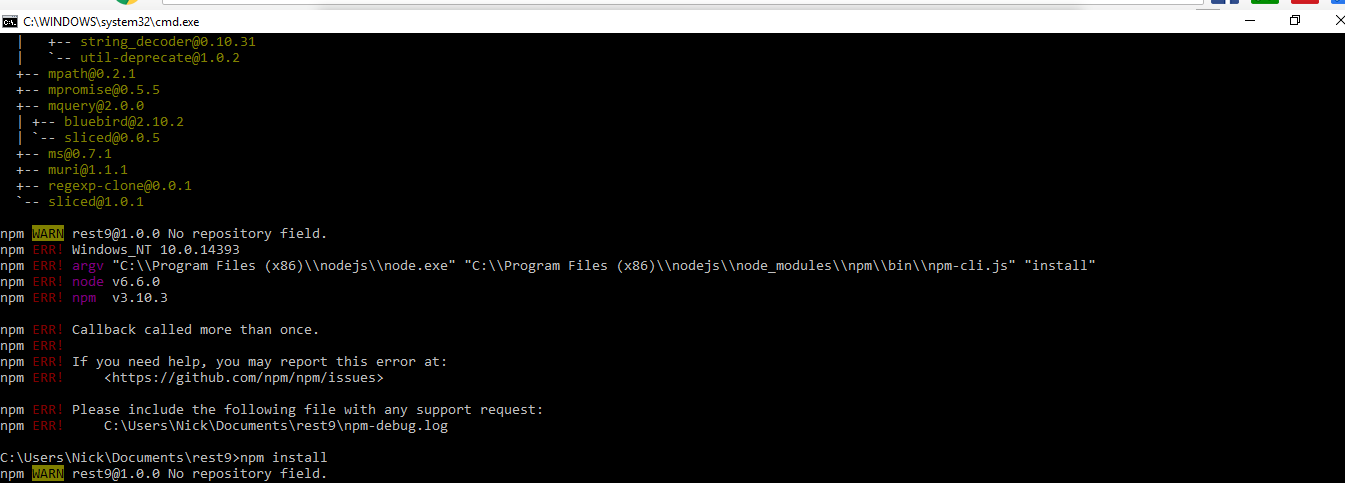 C:\WINDOWS\system32\cmd.exe
|   +-- string_decoder@0.10.31
|   `-- util-deprecate@1.0.2
+-- mpath@0.2.1
+-- mpromise@0.5.5
+-- mquery@2.0.0
| +-- bluebird@2.10.2
| `-- sliced@0.0.5
+-- ms@0.7.1
+-- muri@1.1.1
+-- regexp-clone@0.0.1
`-- sliced@1.0.1
npm WARN rest9@1.0.0 No repository field.
npm ERR! Windows_NT 10.0.14393
npm ERR! argv "C:\\Program Files (x86)\\nodejs\\node.exe" "C:\\Program Files (x86)\\nodejs\\node_modules\\npm\\bin\\npm-cli.js" "install"
npm ERR! node v6.6.0
npm ERR! npm  v3.10.3
npm ERR! Callback called more than once.
npm ERR!
npm ERR! If you need help, you may report this error at:
npm ERR!     <https://github.com/npm/npm/issues>
npm ERR! Please include the following file with any support request:
npm ERR!     C:\Users\Nick\Documents\rest9\npm-debug.log
C:\Users\Nick\Documents\rest9>npm install
npm WARN rest9@1.0.0 No repository field.